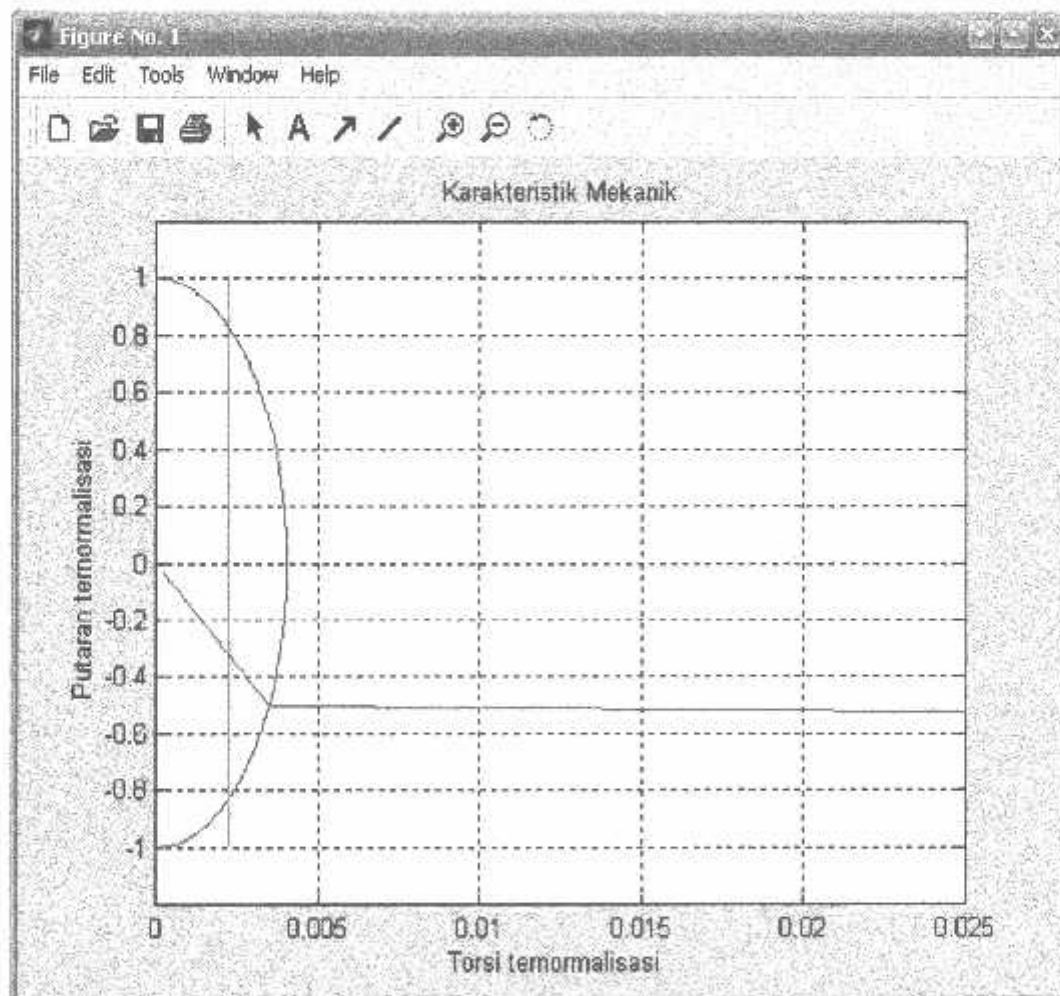 Figure No. 1
File Edit Tools Window Help
A
Karakteristik Mekanik
1
0.8
0.6
0.4
0.2
0
-0.2
-0.4
-0.6
-0.8
-1
Putaran ternormalisasi
0 0.005 0.01 0.015 0.02 0.025
Torsi ternormalisasi